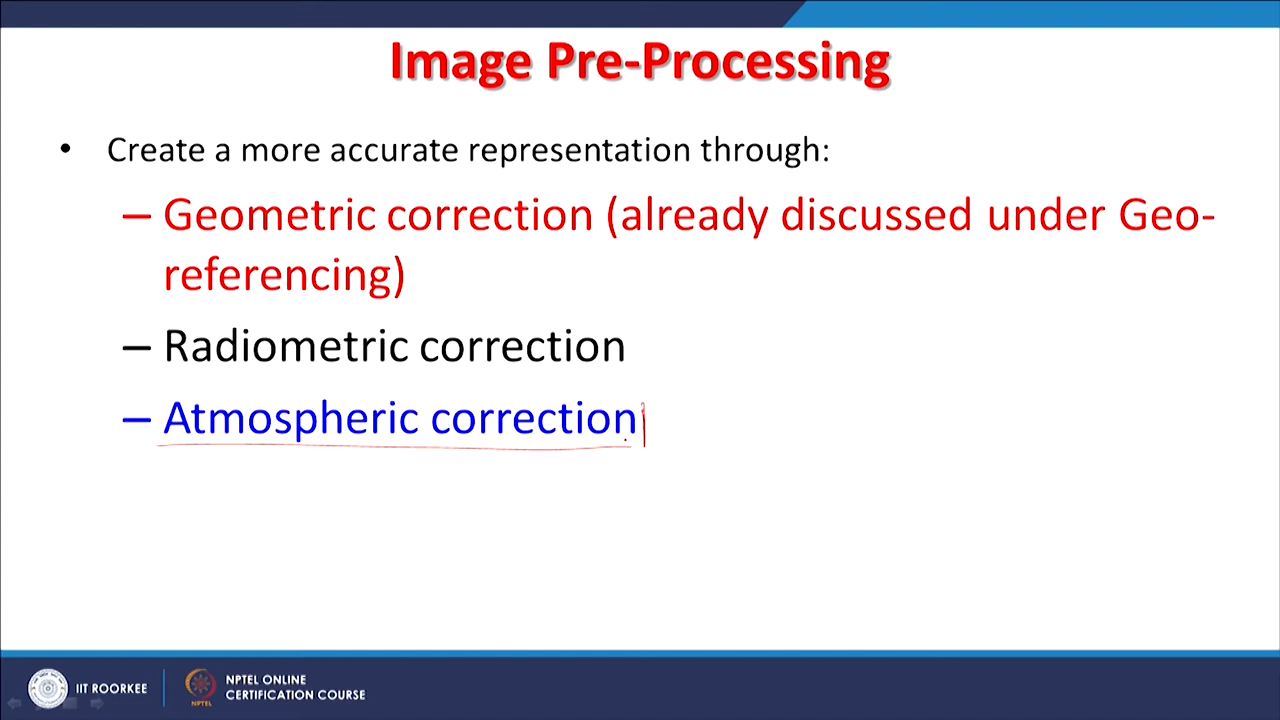 Image Pre-Processing
• Create a more accurate representation through:
– Geometric correction (already discussed under Geo-
referencing)
– Radiometric correction
– Atmospheric correction
IIT ROORKEE
NPTEL
NPTEL ONLINE
CERTIFICATION COURSE